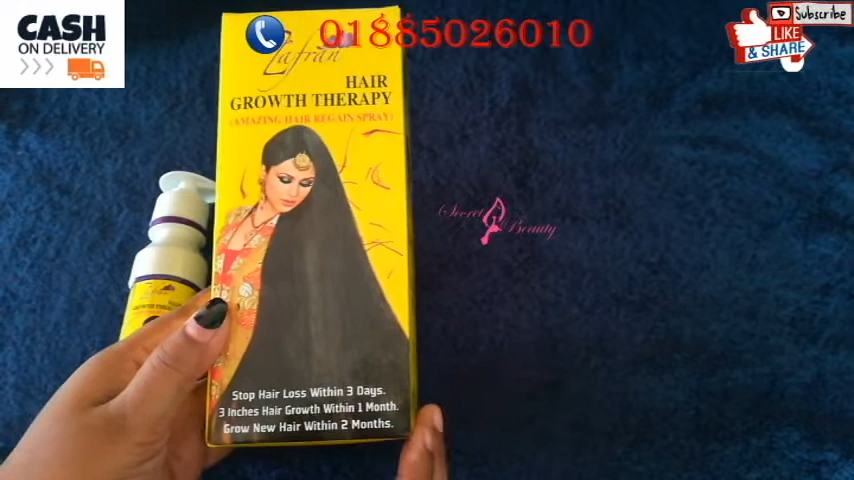 CASH
ON DELIVERY
01885026010
Subscribe
LIKE
& SHARE
Zafran
HAIR
GROWTH THERAPY
(AMAZING HAIR REGAIN SPRAY)
Secret Beauty
Zafran
Stop Hair Loss Within 3 Days.
3 Inches Hair Growth Within 1 Month.
Grow New Hair Within 2 Months.